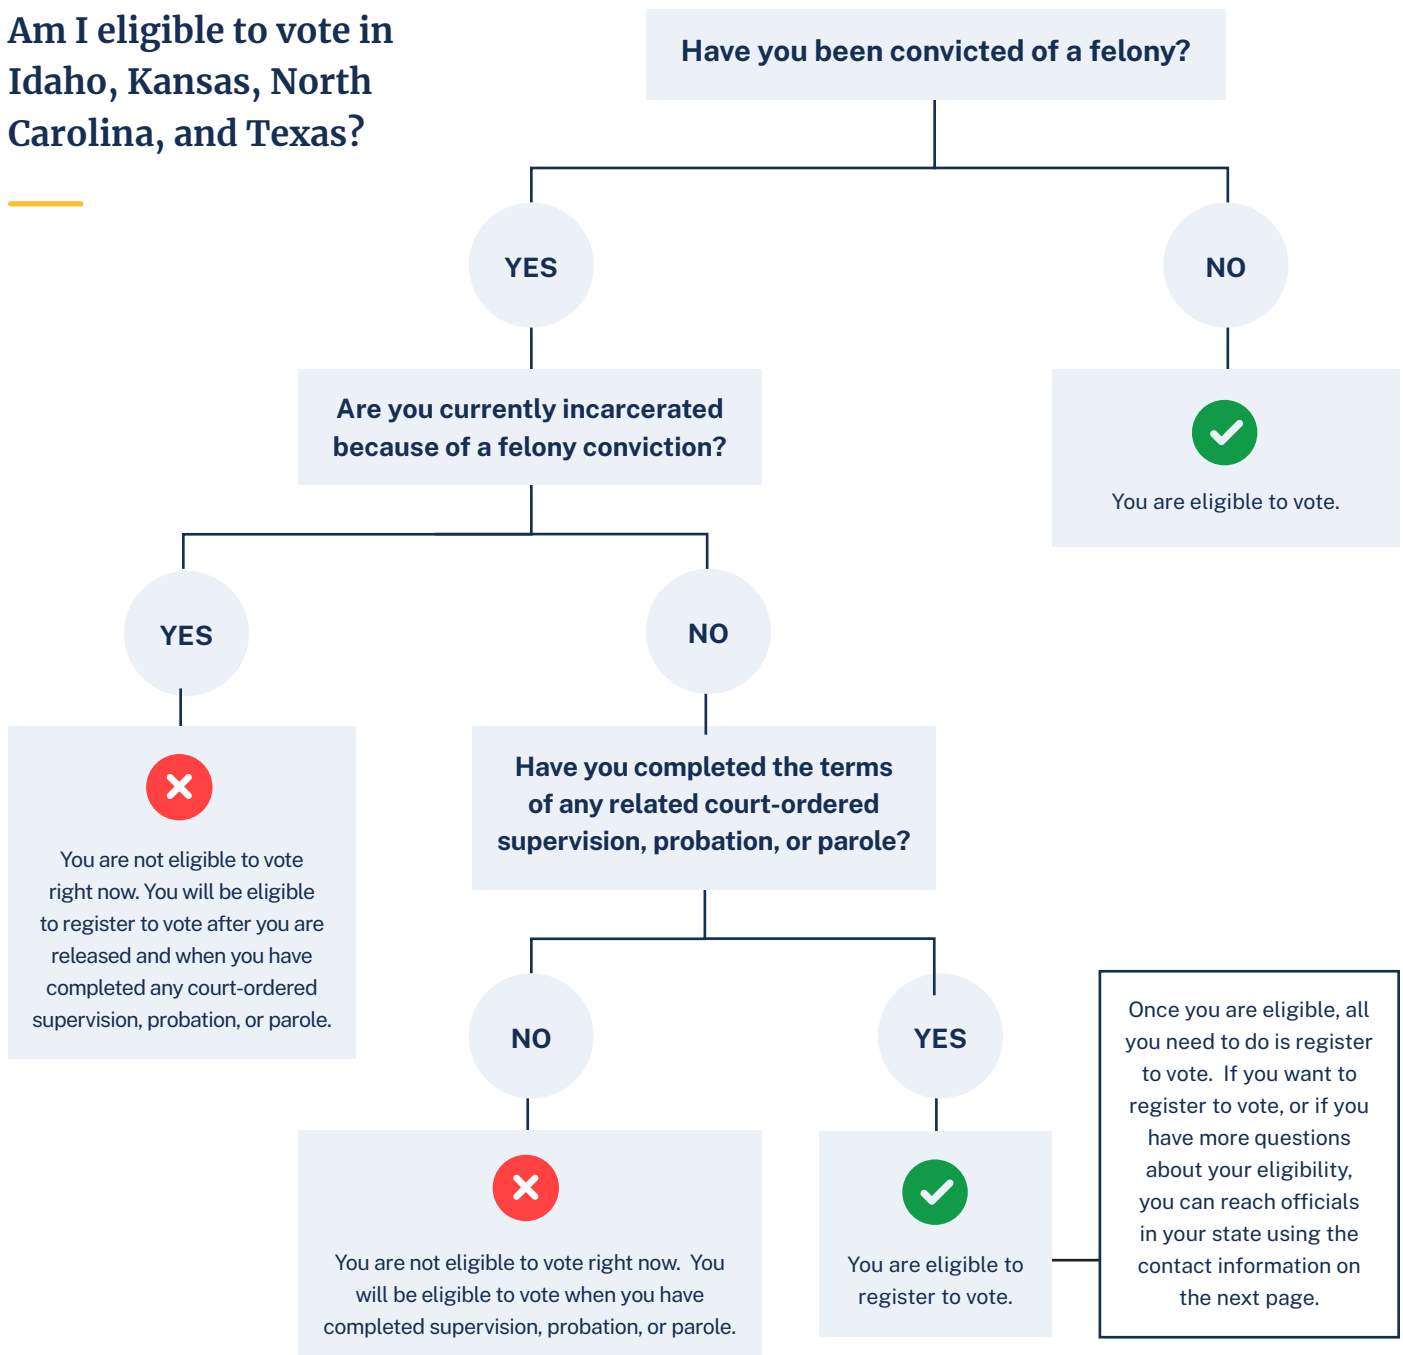 Am I eligible to vote in
Idaho, Kansas, North
Carolina, and Texas?
Have you been convicted of a felony?
YES
NO
Are you currently incarcerated
because of a felony conviction?
You are eligible to vote.
YES
NO
You are not eligible to vote
right now. You will be eligible
to register to vote after you are
released and when you have
completed any court-ordered
supervision, probation, or parole.
Have you completed the terms
of any related court-ordered
supervision, probation, or parole?
NO
YES
You are not eligible to vote right now.  You
will be eligible to vote when you have
completed supervision, probation, or parole.
You are eligible to
register to vote.
Once you are eligible, all
you need to do is register
to vote.  If you want to
register to vote, or if you
have more questions
about your eligibility,
you can reach officials
in your state using the
contact information on
the next page.